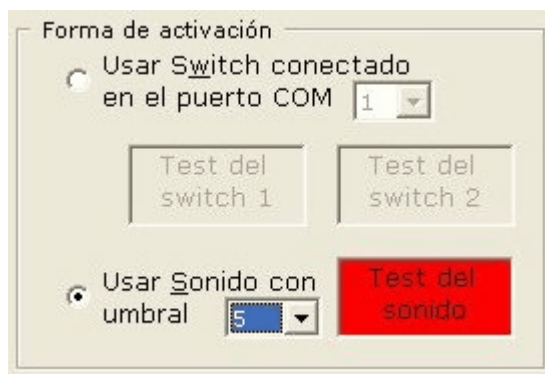 Forma de activación
Usar Switch conectado
en el puerto COM 1
Test del
switch 1
Test del
switch 2
Usar Sonido con
umbral 5
Test del
sonido